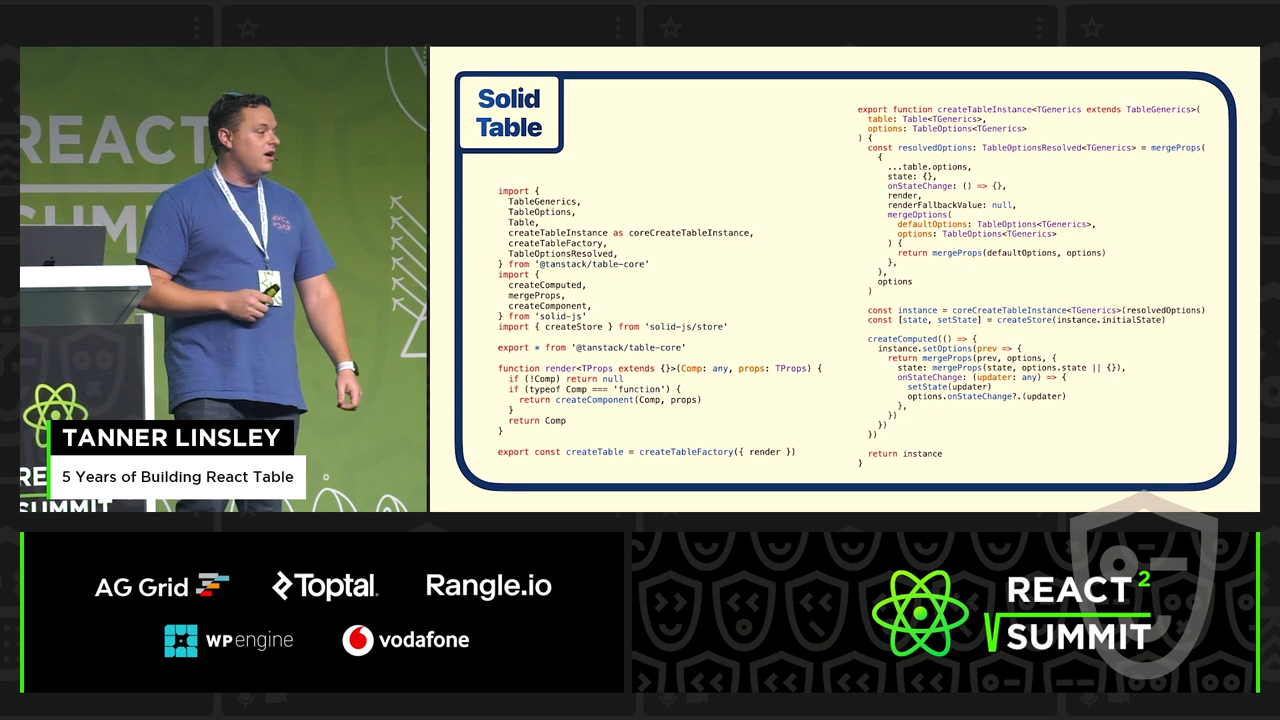 REACT
SUMMIT
TANNER LINSLEY
5 Years of Building React Table
SUMMIT
Solid
Table
import {
  TableGenerics,
  TableOptions,
  Table,
  createTableInstance as coreCreateTableInstance,
  createTableFactory,
  TableOptionsResolved,
} from '@tanstack/table-core'
import {
  createComputed,
  mergeProps,
  createComponent,
} from 'solid-js'
import { createStore } from 'solid-js/store'
export * from '@tanstack/table-core'
function render<TProps extends {}>(Comp: any, props: TProps) {
  if (!Comp) return null
  if (typeof Comp === 'function') {
    return createComponent(Comp, props)
  }
  return Comp
}
export const createTable = createTableFactory({ render })
export function createTableInstance<TGenerics extends TableGenerics>(
  table: Table<TGenerics>,
  options: TableOptions<TGenerics>
) {
  const resolvedOptions: TableOptionsResolved<TGenerics> = mergeProps(
    {
      ...table.options,
      state: {},
      onStateChange: () => {},
      render,
      renderFallbackValue: null,
      mergeOptions(
        defaultOptions: TableOptions<TGenerics>,
        options: TableOptions<TGenerics>
      ) {
        return mergeProps(defaultOptions, options)
      },
    },
    options
  )
  const instance = coreCreateTableInstance<TGenerics>(resolvedOptions)
  const [state, setState] = createStore(instance.initialState)
  createComputed(() => {
    instance.setOptions(prev => {
      return mergeProps(prev, options, {
        state: mergeProps(state, options.state || {}),
        onStateChange: (updater: any) => {
          setState(updater)
          options.onStateChange?.(updater)
        },
      })
    })
  })
  return instance
}
AG Grid
Toptal.
Rangle.io
WP engine
vodafone
REACT 2
SUMMIT